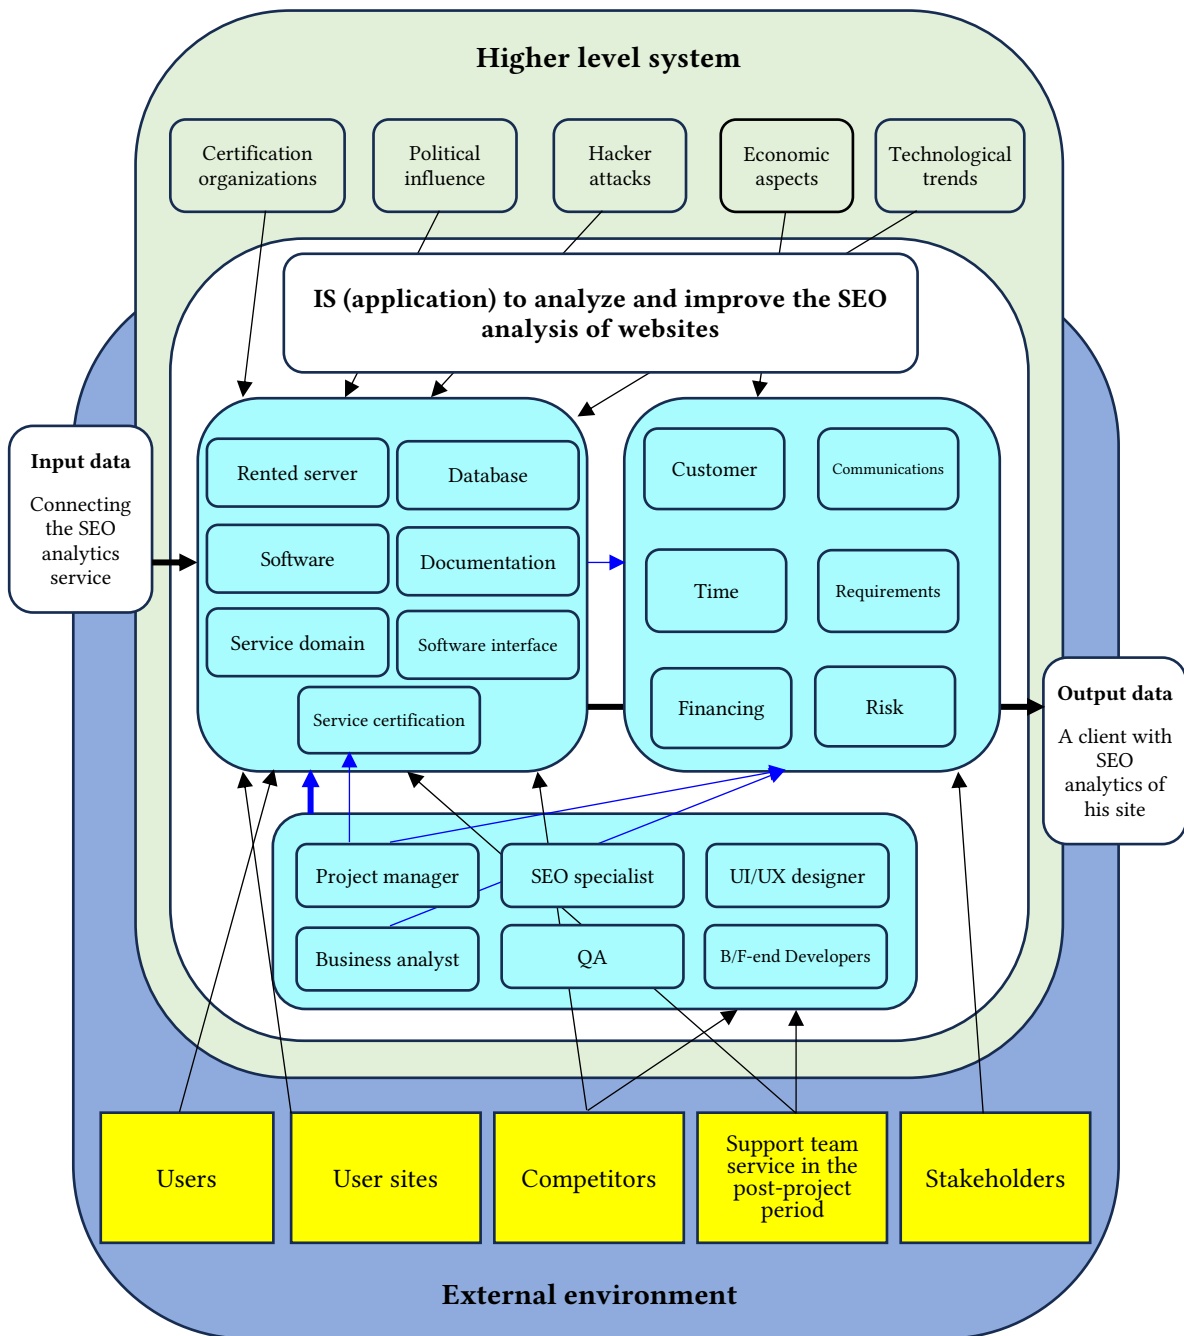 Higher level system
Certification
organizations
Political
influence
Hacker
attacks
Economic
aspects
Technological
trends
IS (application) to analyze and improve the SEO
analysis of websites
Input data
Connecting
the SEO
analytics
service
Rented server
Database
Software
Documentation
Service domain
Software interface
Service certification
Customer
Communications
Time
Requirements
Financing
Risk
Output data
A client with
SEO
analytics of
his site
Project manager
SEO specialist
UI/UX designer
Business analyst
QA
B/F-end Developers
Users
User sites
Competitors
Support team
service in the
post-project
period
Stakeholders
External environment